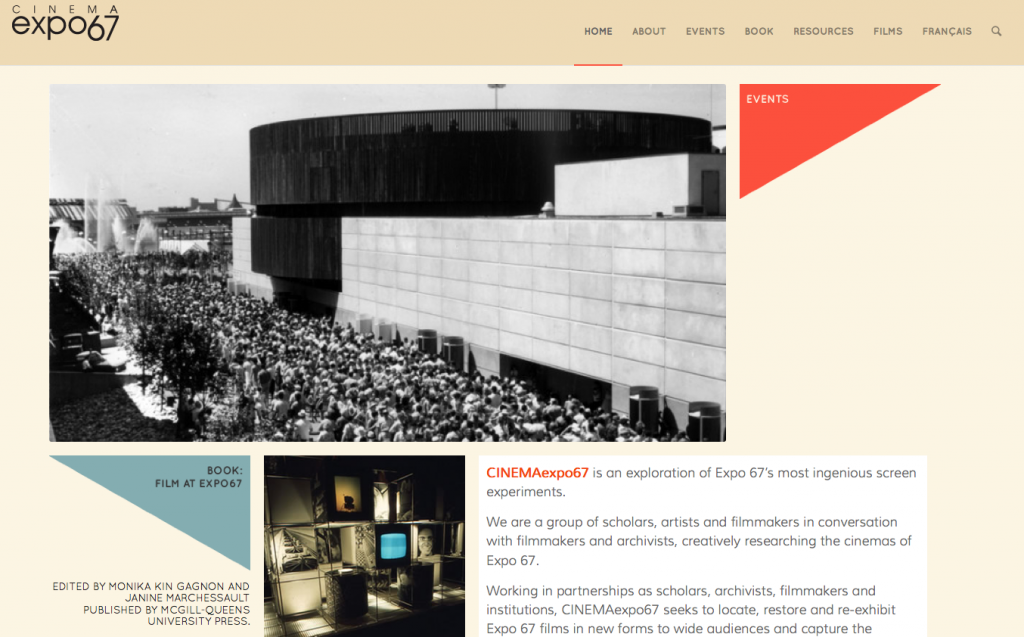 CINEMA
expo67
HOME ABOUT EVENTS BOOK RESOURCES FILMS FRANÇAIS
EVENTS
BOOK:
FILM AT EXPO67
EDITED BY MONIKA KIN GAGNON AND
JANINE MARCHESSAULT
PUBLISHED BY MCGILL-QUEENS
UNIVERSITY PRESS.
CINEMAexpo67 is an exploration of Expo 67's most ingenious screen
experiments.
We are a group of scholars, artists and filmmakers in conversation
with filmmakers and archivists, creatively researching the cinemas of
Expo 67.
Working in partnerships as scholars, archivists, filmmakers and
institutions, CINEMAexpo67 seeks to locate, restore and re-exhibit
Expo 67 films in new forms to wide audiences and capture the